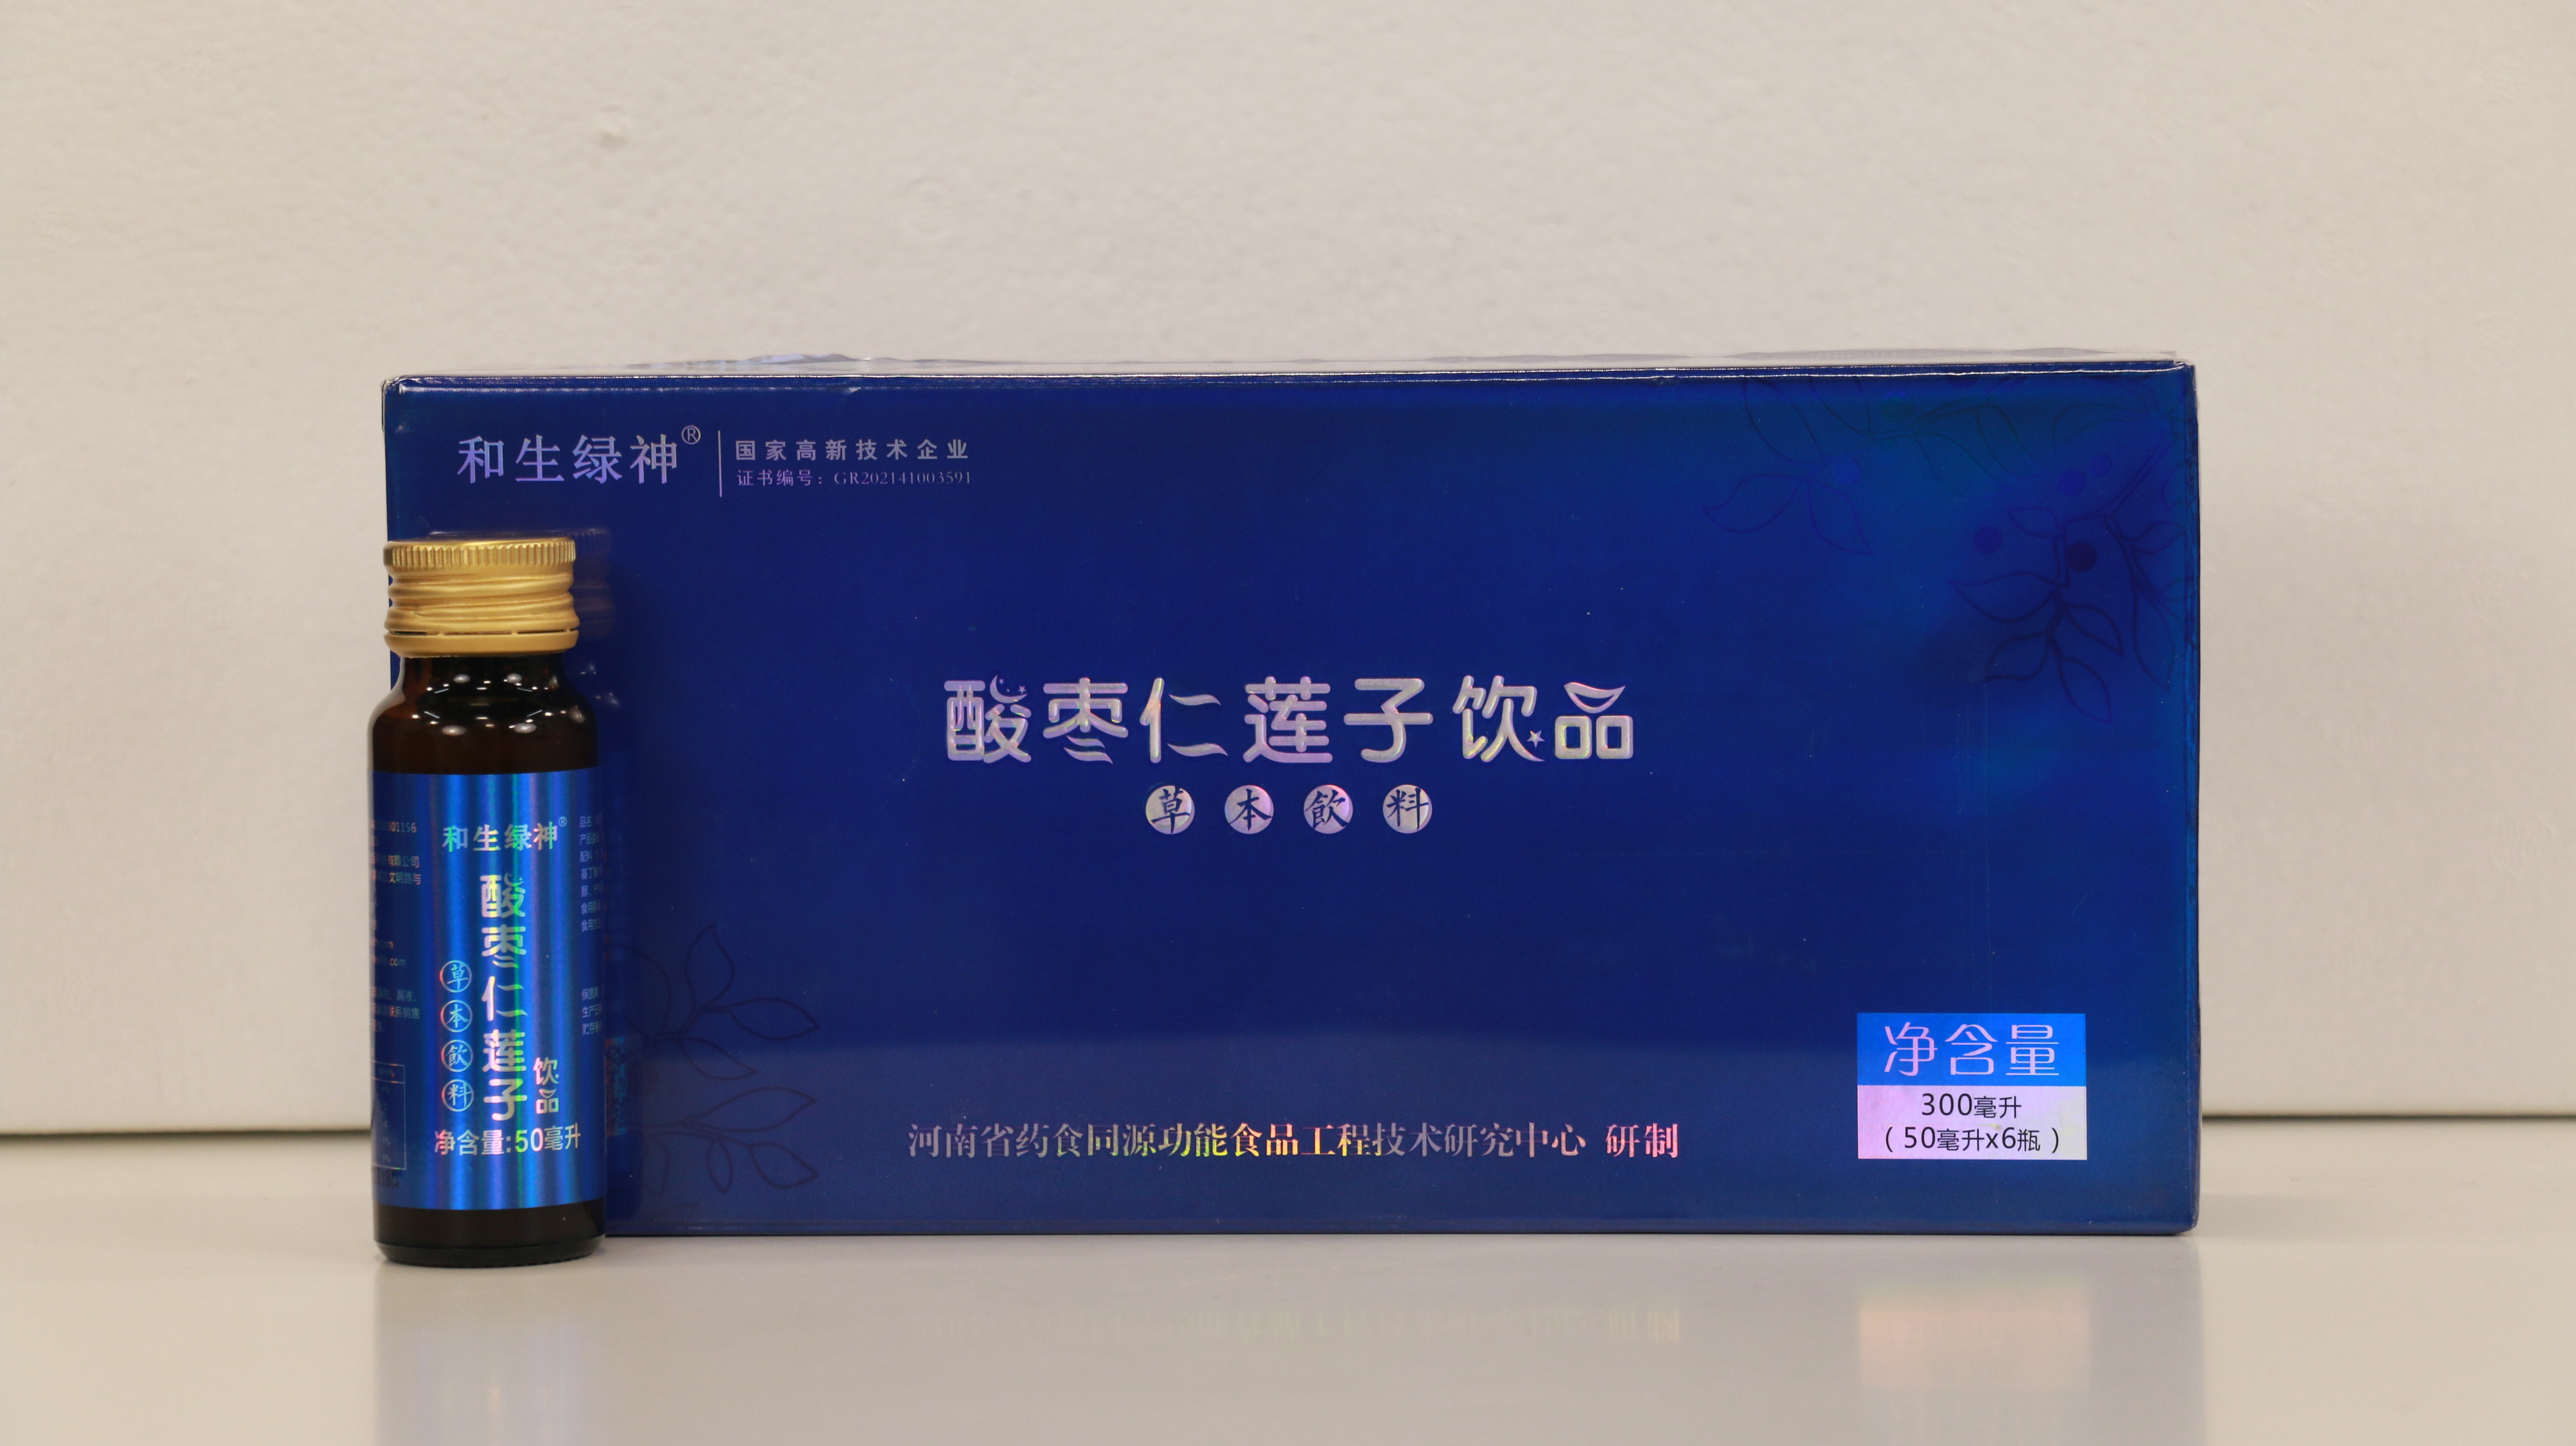 和生绿神®
国家高新技术企业
证书编号：GR202141003591
酸枣仁莲子饮品
草本飲料
河南省药食同源功能食品工程技术研究中心 研制
净含量
300毫升
（50毫升x6瓶）
和生绿神®
酸枣仁莲子
饮品
草本飲料
净含量:50毫升